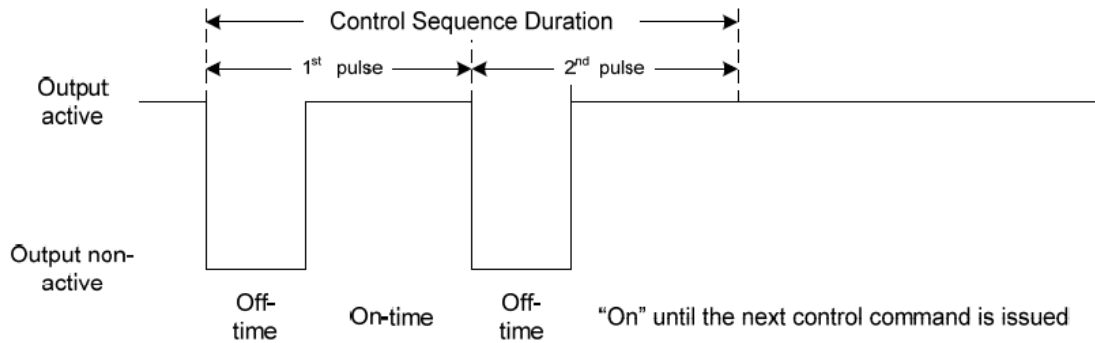 Control Sequence Duration
1st pulse
2nd pulse
Output
active
Output non-
active
Off-
time
On-time
Off-
time
“On” until the next control command is issued